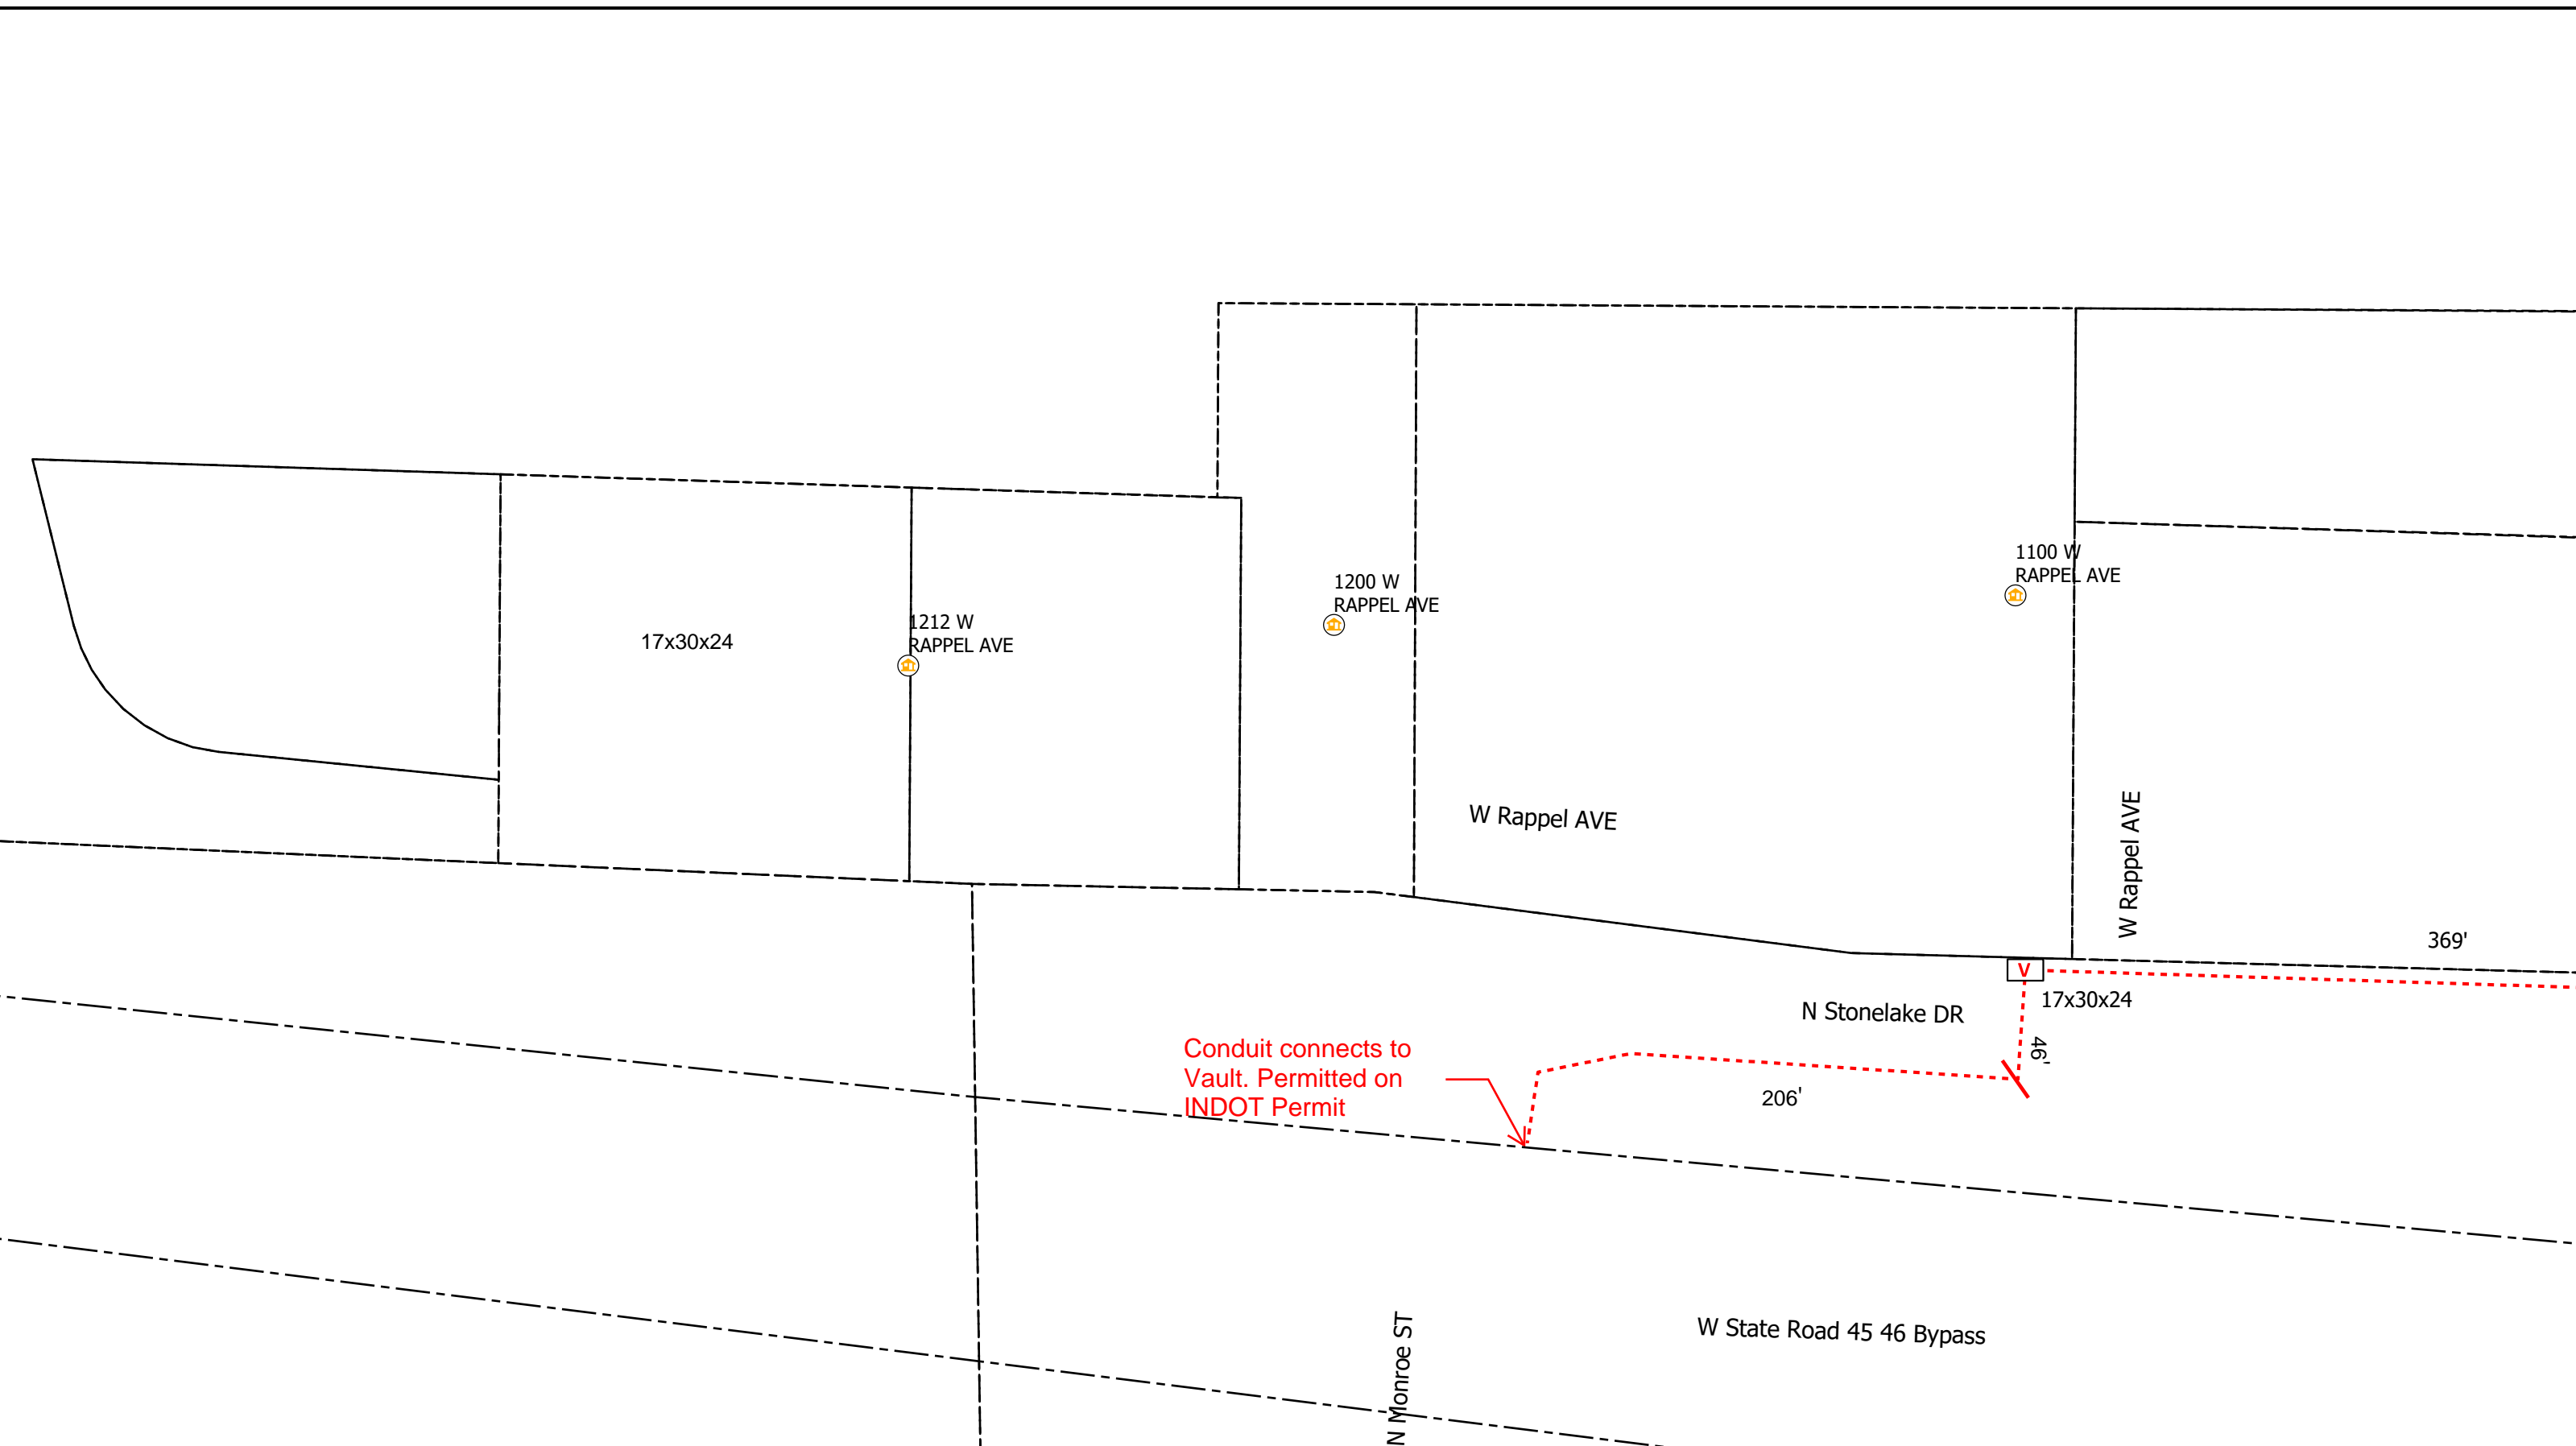 1100 W
RAPPEL AVE
1200 W
RAPPEL AVE
1212 W
RAPPEL AVE
17x30x24
W Rappel AVE
W Rappel AVE
369'
V
17x30x24
N Stonelake DR
46'
Conduit connects to
Vault. Permitted on
INDOT Permit
206'
W State Road 45 46 Bypass
N Monroe ST